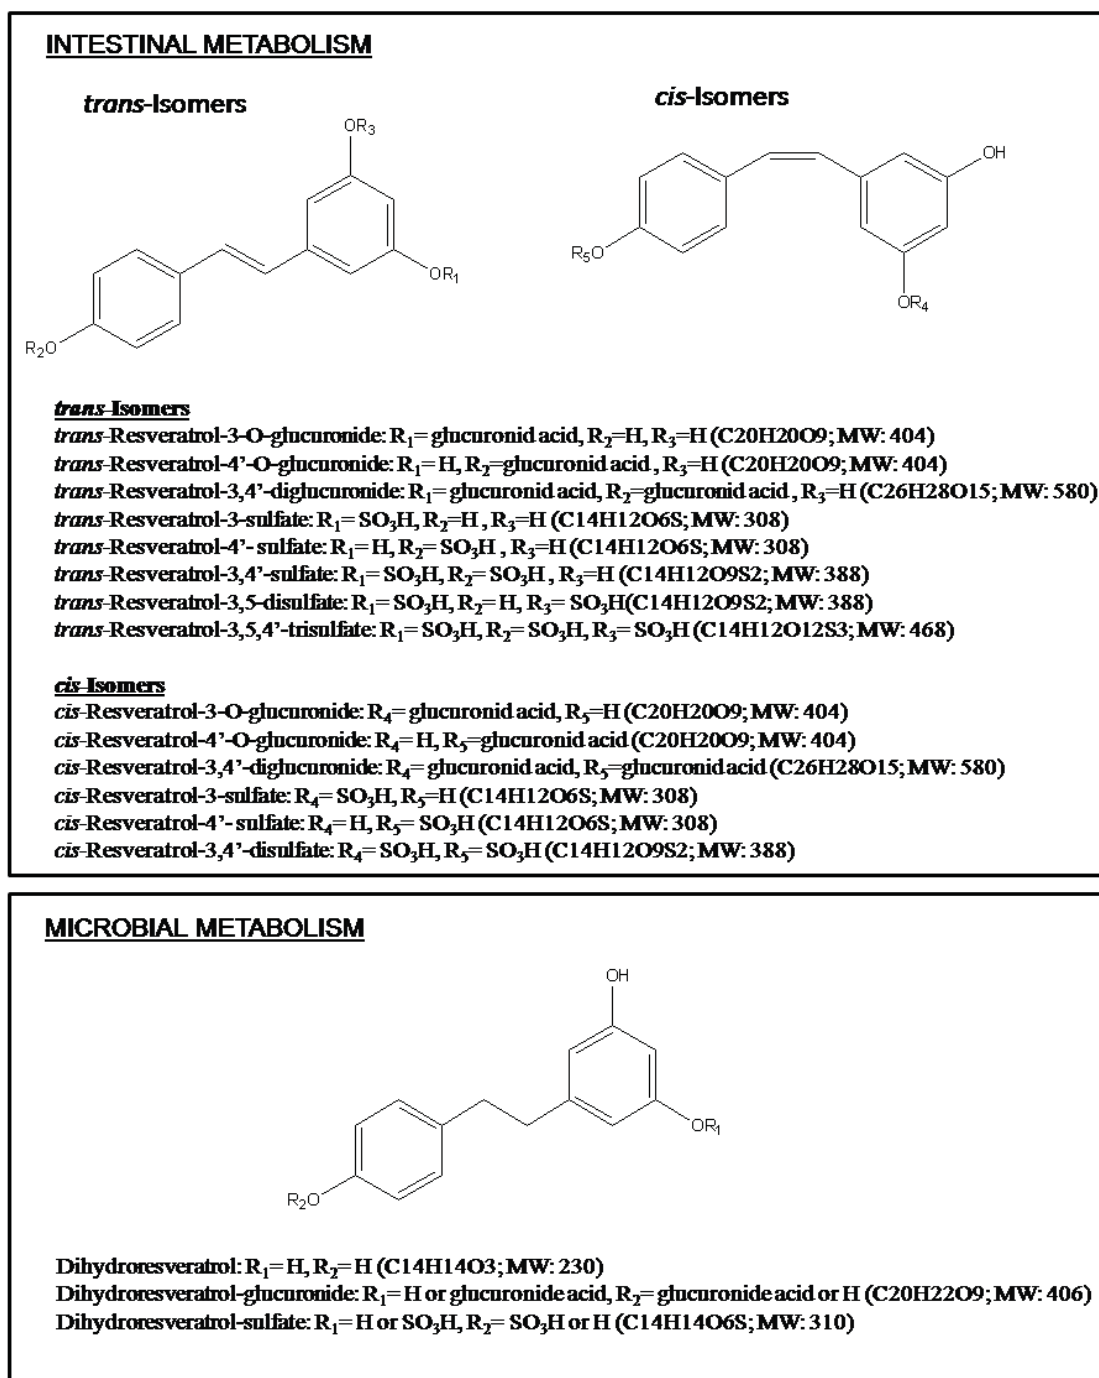 INTESTINAL METABOLISM
trans-Isomers
cis-Isomers
OR3
OR1
R2O
OH
R5O
OR4
trans-Isomers
trans-Resveratrol-3-O-glucuronide: R1= glucuronid acid, R2=H, R3=H (C20H20O9; MW: 404)
trans-Resveratrol-4’-O-glucuronide: R1= H, R2=glucuronid acid , R3=H (C20H20O9; MW: 404)
trans-Resveratrol-3,4’-diglucuronide: R1= glucuronid acid, R2=glucuronid acid , R3=H (C26H28O15; MW: 580)
trans-Resveratrol-3-sulfate: R1= SO3H, R2=H , R3=H (C14H12O6S; MW: 308)
trans-Resveratrol-4’- sulfate: R1= H, R2= SO3H , R3=H (C14H12O6S; MW: 308)
trans-Resveratrol-3,4’-sulfate: R1= SO3H, R2= SO3H , R3=H (C14H12O9S2; MW: 388)
trans-Resveratrol-3,5-disulfate: R1= SO3H, R2= H, R3= SO3H(C14H12O9S2; MW: 388)
trans-Resveratrol-3,5,4’-trisulfate: R1= SO3H, R2= SO3H, R3= SO3H (C14H12O12S3; MW: 468)
cis-Isomers
cis-Resveratrol-3-O-glucuronide: R4= glucuronid acid, R5=H (C20H20O9; MW: 404)
cis-Resveratrol-4’-O-glucuronide: R4= H, R5=glucuronid acid (C20H20O9; MW: 404)
cis-Resveratrol-3,4’-diglucuronide: R4= glucuronid acid, R5=glucuronid acid (C26H28O15; MW: 580)
cis-Resveratrol-3-sulfate: R4= SO3H, R5=H (C14H12O6S; MW: 308)
cis-Resveratrol-4’- sulfate: R4= H, R5= SO3H (C14H12O6S; MW: 308)
cis-Resveratrol-3,4’-disulfate: R4= SO3H, R5= SO3H (C14H12O9S2; MW: 388)
MICROBIAL METABOLISM
OH
OR1
R2O
Dihydroresveratrol: R1= H, R2= H (C14H14O3; MW: 230)
Dihydroresveratrol-glucuronide: R1= H or glucuronide acid, R2= glucuronide acid or H (C20H22O9; MW: 406)
Dihydroresveratrol-sulfate: R1= H or SO3H, R2= SO3H or H (C14H14O6S; MW: 310)